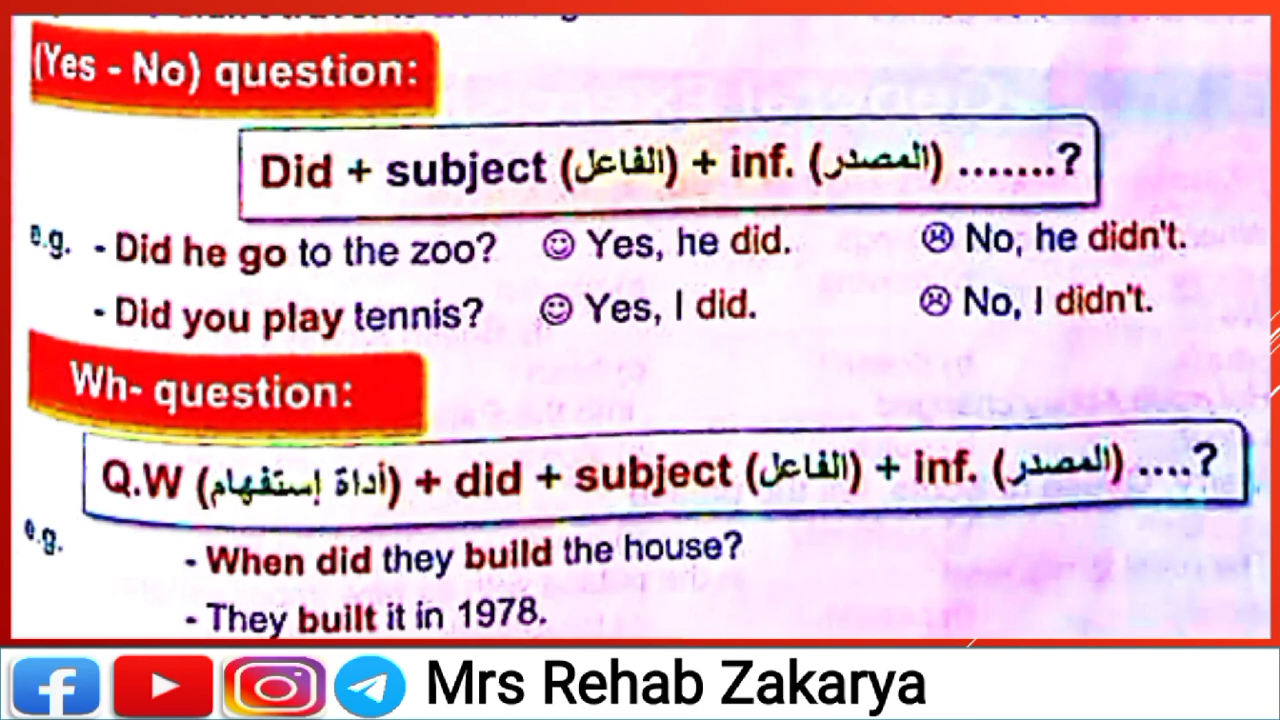 (Yes - No) question:
Did + subject (الفاعل) + inf. (المصدر) .......?
e.g. - Did he go to the zoo? ☺ Yes, he did. ☹ No, he didn't.
- Did you play tennis? ☺ Yes, I did. ☹ No, I didn't.
Wh- question:
Q.W (أداة إستفهام) + did + subject (الفاعل) + inf. (المصدر) ....?
e.g.
- When did they build the house?
- They built it in 1978.
Mrs Rehab Zakarya